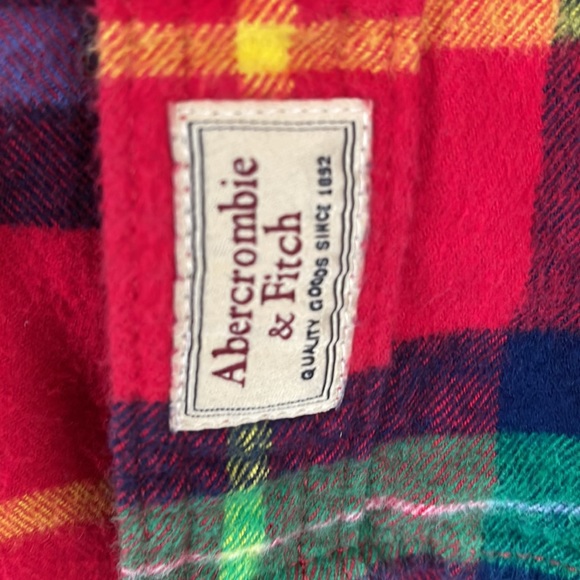 Abercrombie
& Fitch
QUALITY GOODS SINCE 1892